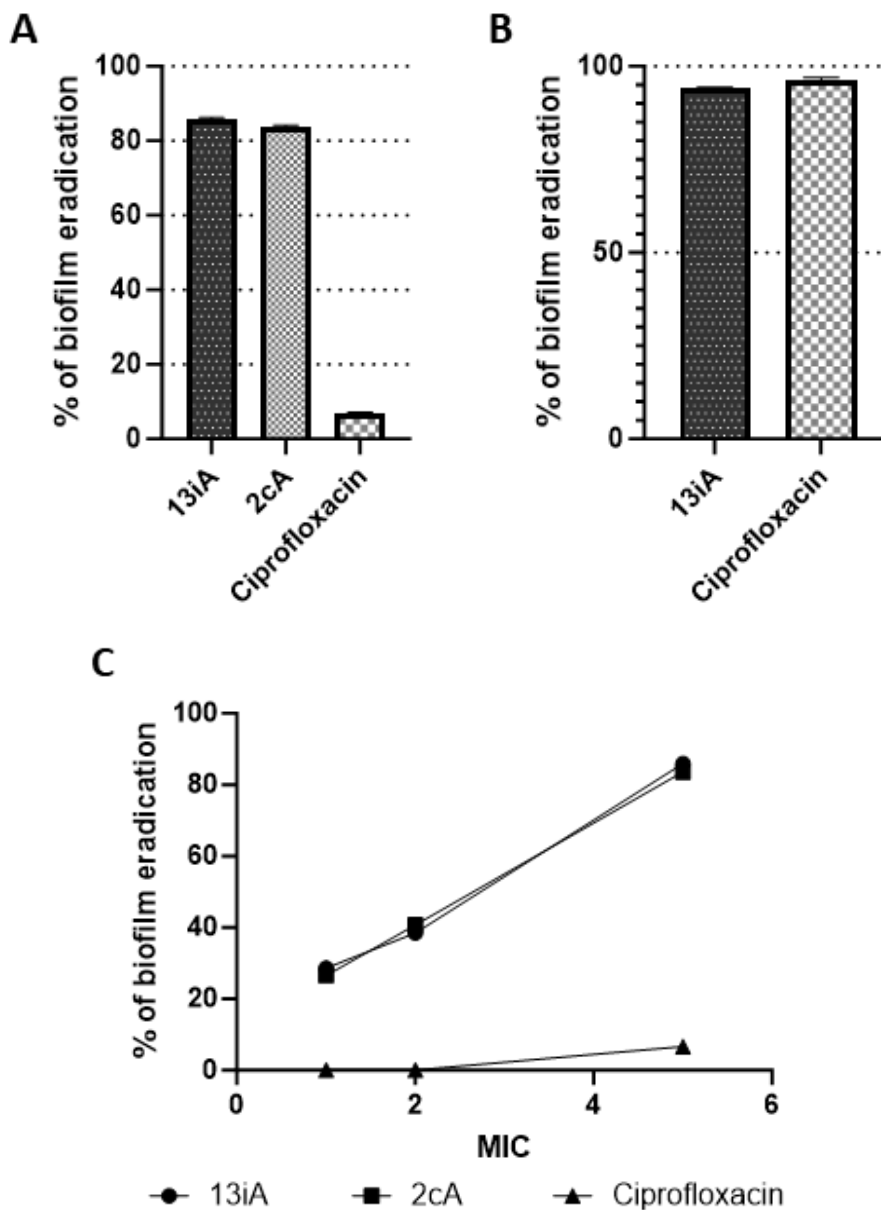 A
% of biofilm eradication
100
80
60
40
20
0
13iA
2cA
Ciprofloxacin
B
% of biofilm eradication
100
50
0
13iA
Ciprofloxacin
C
% of biofilm eradication
100
80
60
40
20
0
0 2 4 6
MIC
13iA 2cA Ciprofloxacin